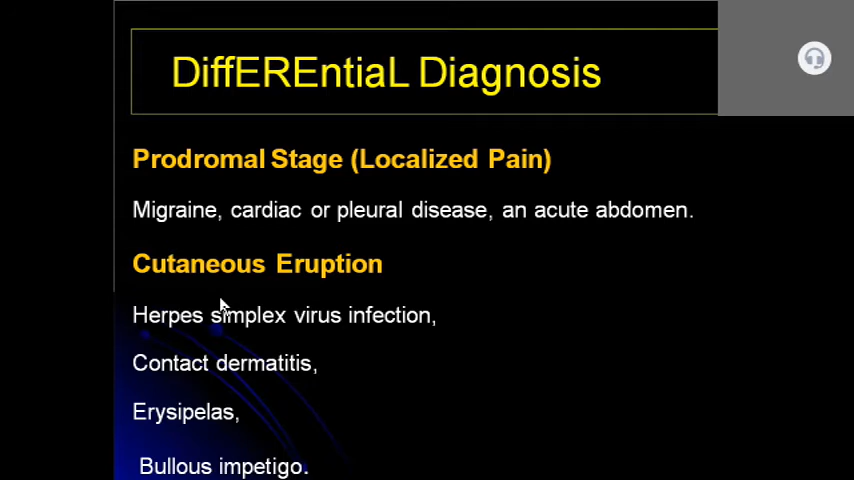 DiffEREntiaL Diagnosis
Prodromal Stage (Localized Pain)
Migraine, cardiac or pleural disease, an acute abdomen.
Cutaneous Eruption
Herpes simplex virus infection,
Contact dermatitis,
Erysipelas,
Bullous impetigo.